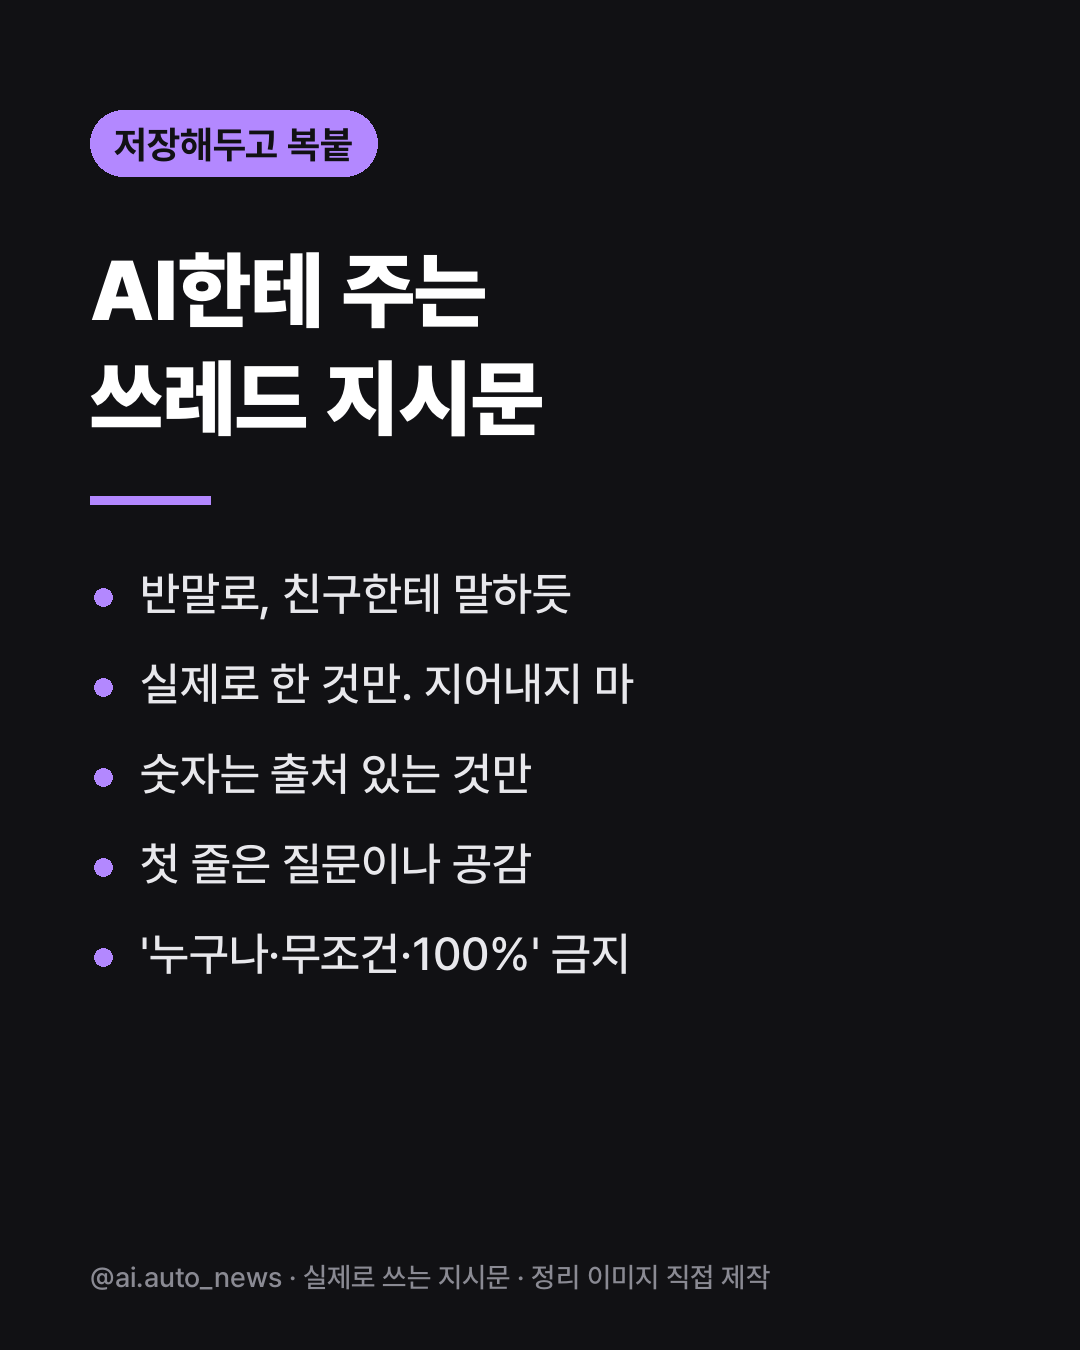 저장해두고 복붙
AI한테 주는
쓰레드 지시문
반말로, 친구한테 말하듯
실제로 한 것만. 지어내지 마
숫자는 출처 있는 것만
첫 줄은 질문이나 공감
'누구나·무조건·100%' 금지
@ai.auto_news · 실제로 쓰는 지시문 · 정리 이미지 직접 제작